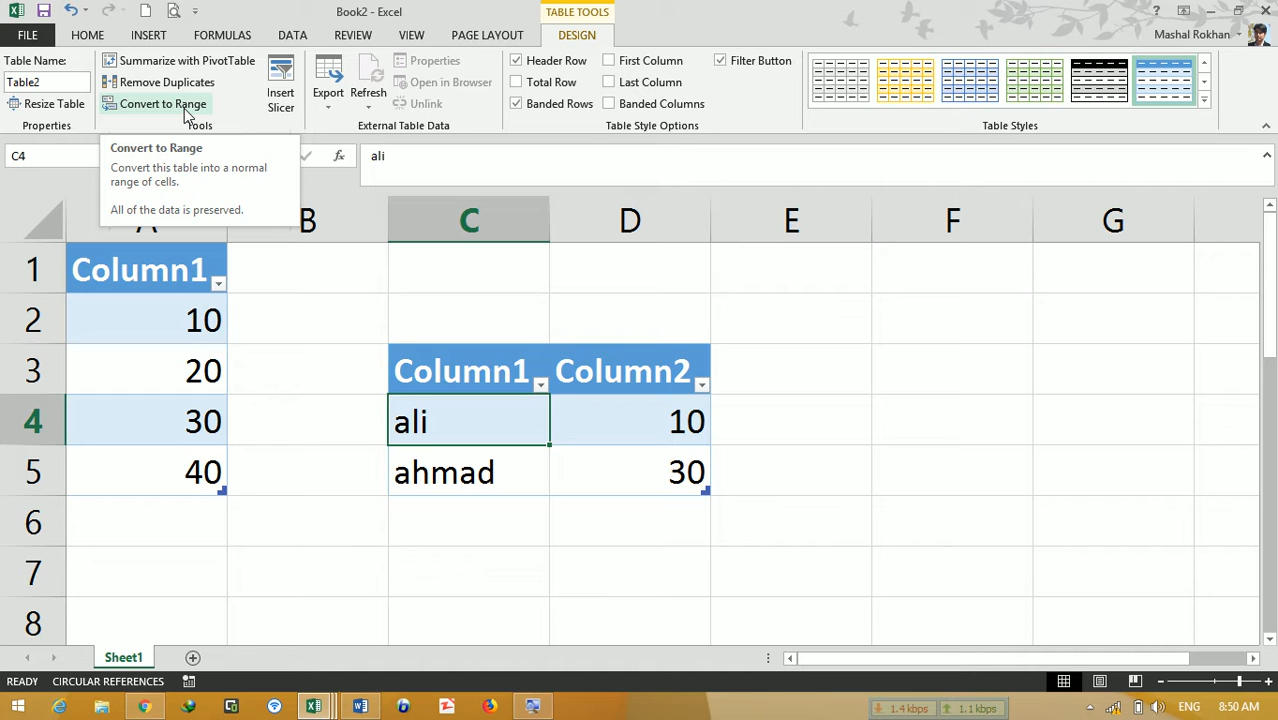 Book2 - Excel
TABLE TOOLS
?
FILE
HOME
INSERT
FORMULAS
DATA
REVIEW
VIEW
PAGE LAYOUT
DESIGN
Mashal Rokhan
Table Name:
Table2
Resize Table
Properties
Summarize with PivotTable
Remove Duplicates
Convert to Range
Tools
Insert
Slicer
Export
Refresh
Properties
Open in Browser
Unlink
External Table Data
Header Row
Total Row
Banded Rows
First Column
Last Column
Banded Columns
Filter Button
Table Style Options
Table Styles
C4
fx
ali
Convert to Range
Convert this table into a normal
range of cells.
All of the data is preserved.
A B C D E F G
1 Column1
2 10
3 20 Column1 Column2
4 30 ali 10
5 40 ahmad 30
6
7
8
Sheet1
READY
CIRCULAR REFERENCES
1.4 kbps
1.1 kbps
ENG
8:50 AM